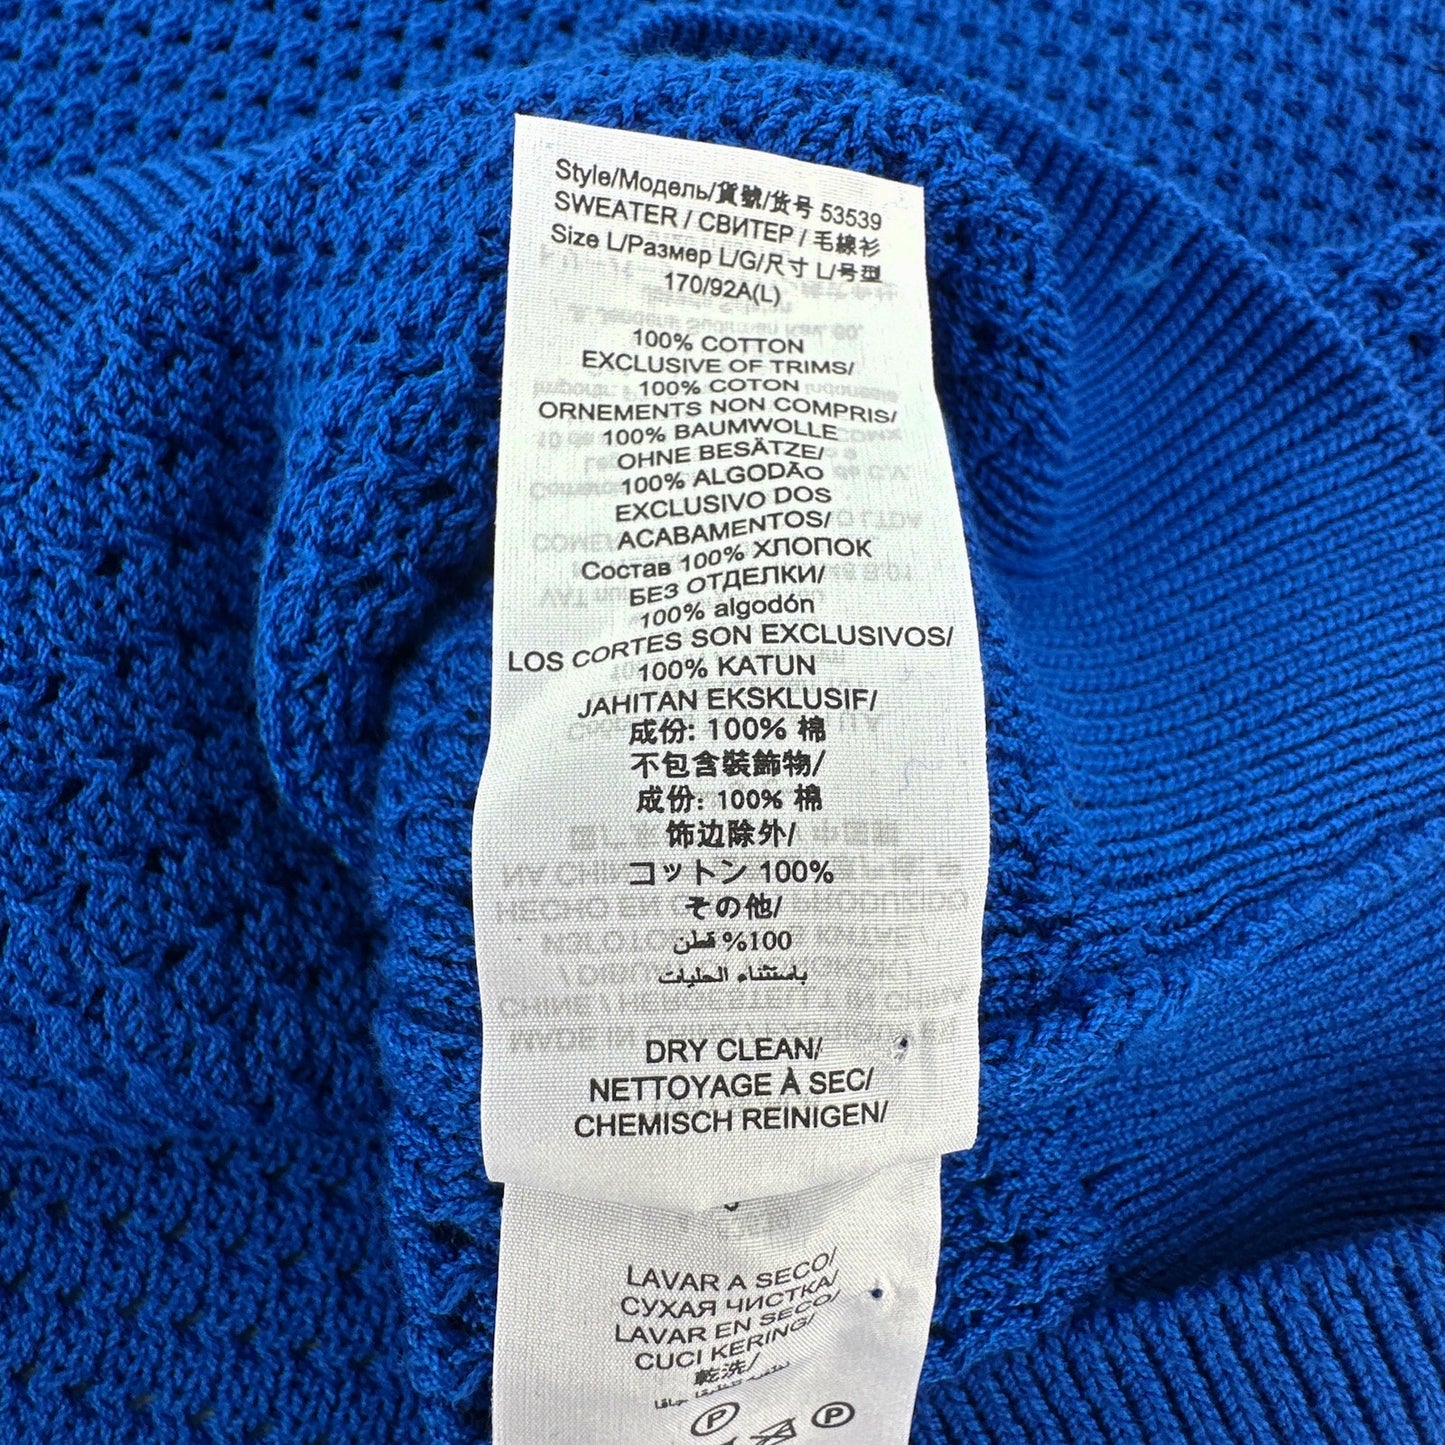 Style/Модель/貨號/货号 53539
SWEATER / СВИТЕР / 毛線衫
Size L/Размер L/G/尺寸 L/号型
170/92A(L)
100% COTTON
EXCLUSIVE OF TRIMS/
100% COTON
ORNEMENTS NON COMPRIS/
100% BAUMWOLLE
OHNE BESÄTZE/
100% ALGODÃO
EXCLUSIVO DOS
ACABAMENTOS/
Состав 100% ХЛОПОК
БЕЗ ОТДЕЛКИ/
100% algodón
LOS CORTES SON EXCLUSIVOS/
100% KATUN
JAHITAN EKSKLUSIF/
成份: 100% 棉
不包含裝飾物/
成份: 100% 棉
饰边除外/
コットン 100%
その他/
100% قطن
باستثناء الحليات
DRY CLEAN/
NETTOYAGE À SEC/
CHEMISCH REINIGEN/
LAVAR A SECO/
СУХАЯ ЧИСТКА/
LAVAR EN SECO/
CUCI KERING/
乾洗/
P P